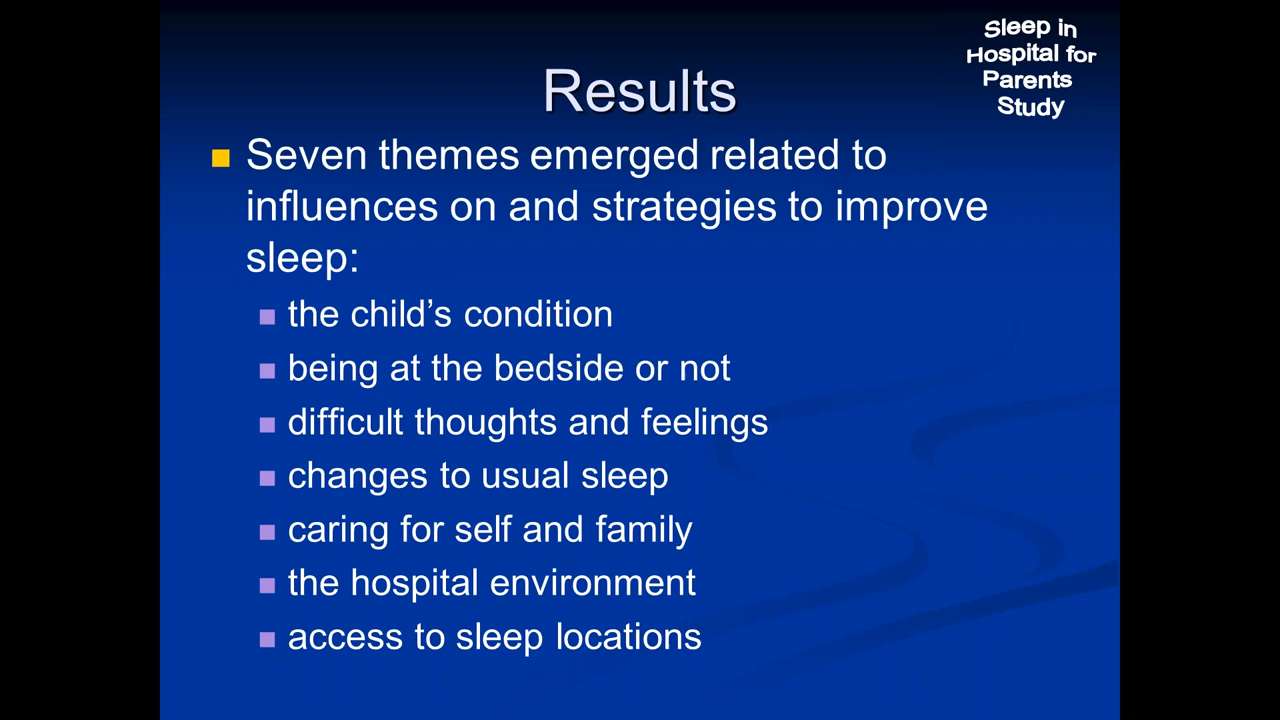 Sleep in
Hospital for
Parents
Study
Results
Seven themes emerged related to
influences on and strategies to improve
sleep:
the child’s condition
being at the bedside or not
difficult thoughts and feelings
changes to usual sleep
caring for self and family
the hospital environment
access to sleep locations